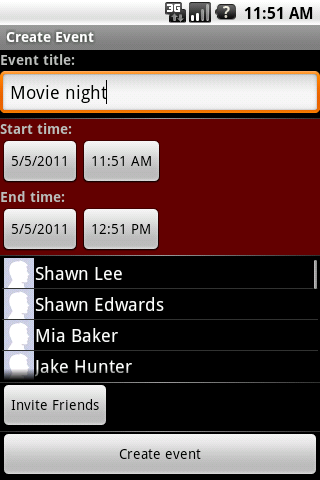 3G ? 11:51 AM
Create Event
Event title:
Movie night
Start time:
5/5/2011 11:51 AM
End time:
5/5/2011 12:51 PM
Shawn Lee
Shawn Edwards
Mia Baker
Jake Hunter
Invite Friends
Create event